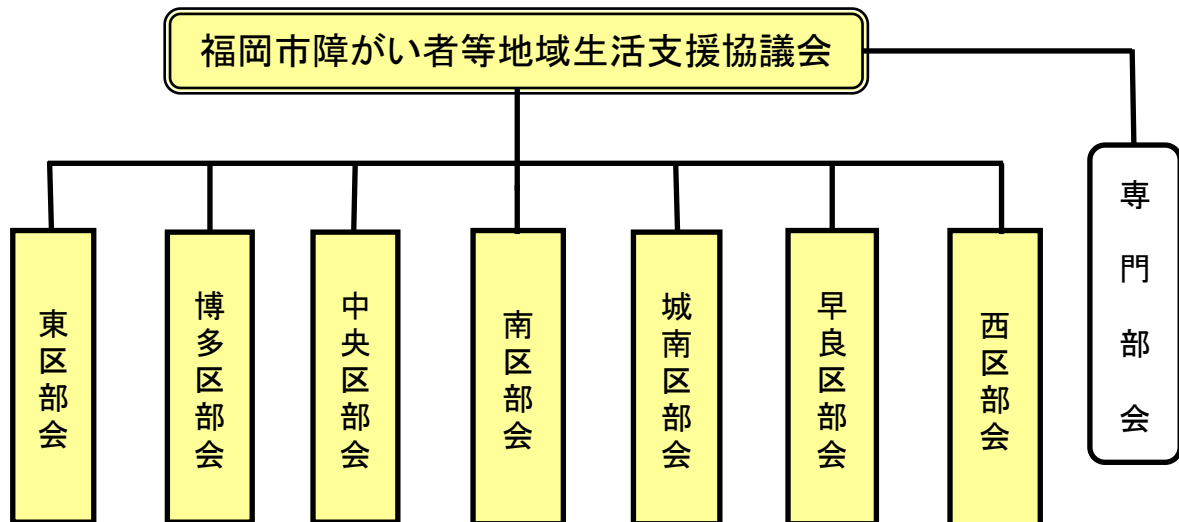 福岡市障がい者等地域生活支援協議会
東区部会
博多区部会
中央区部会
南区部会
城南区部会
早良区部会
西区部会
専門部会